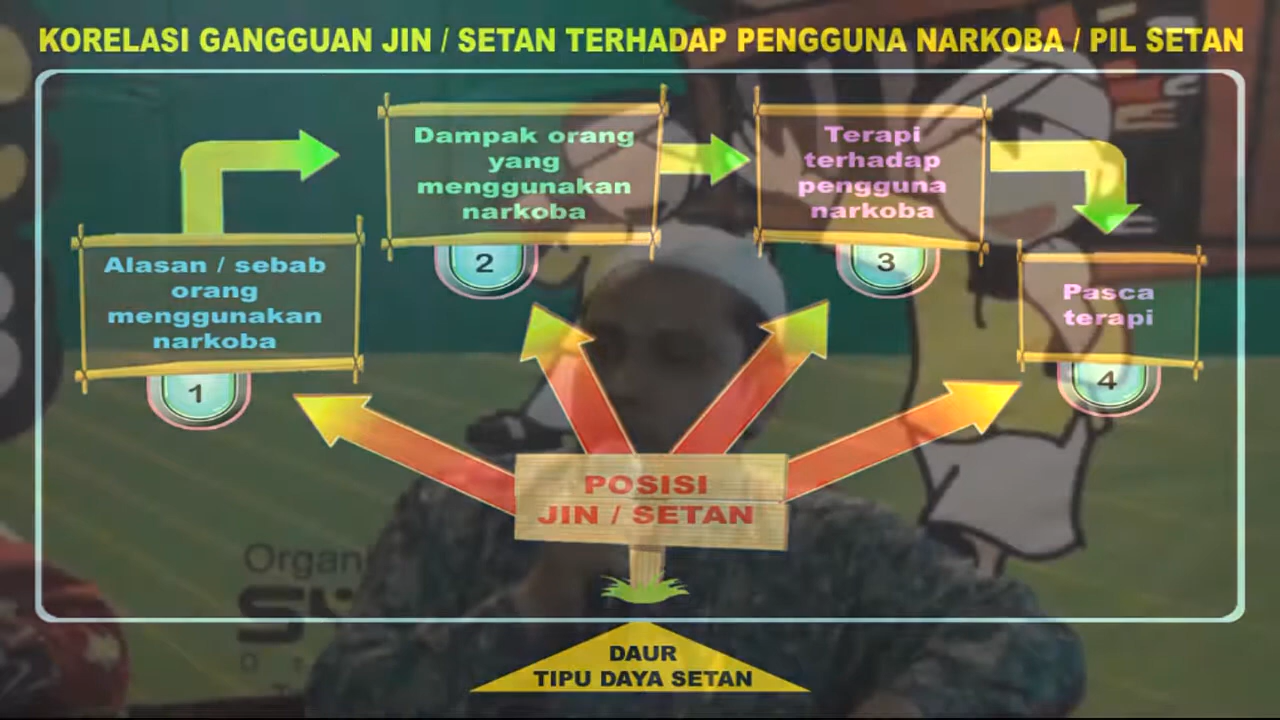 KORELASI GANGGUAN JIN / SETAN TERHADAP PENGGUNA NARKOBA / PIL SETAN
Alasan / sebab
orang
menggunakan
narkoba
1
Dampak orang
yang
menggunakan
narkoba
2
Terapi
terhadap
pengguna
narkoba
3
Pasca
terapi
4
POSISI
JIN / SETAN
DAUR
TIPU DAYA SETAN